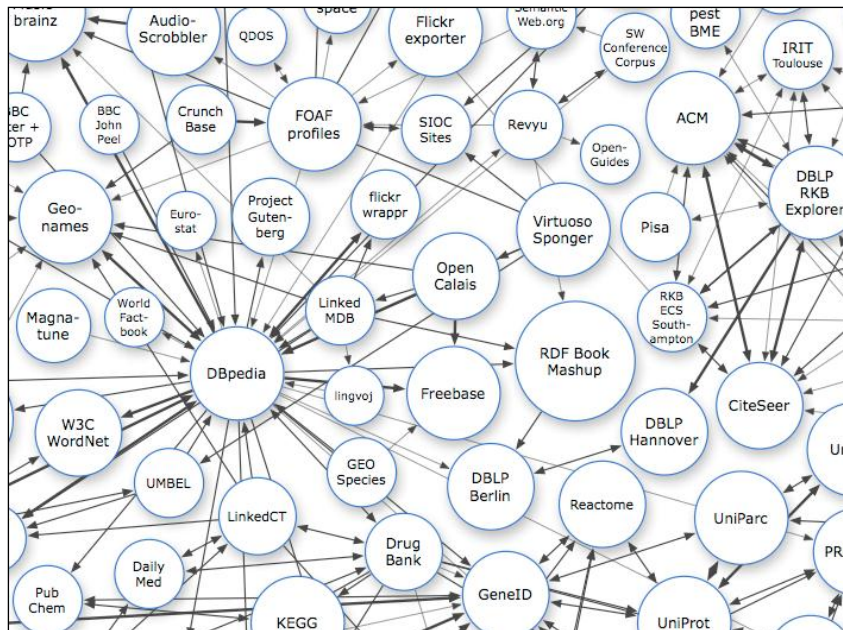 brainz
Audio-
Scrobbler
QDOS
space
Flickr
exporter
Semantic
Web.org
SW
Conference
Corpus
pest
BME
IRIT
Toulouse
BBC
John
Peel
Crunch
Base
FOAF
profiles
SIOC
Sites
Revyu
Open-
Guides
ACM
DBLP
RKB
Explorer
Geo-
names
Euro-
stat
Project
Guten-
berg
flickr
wrappr
Virtuoso
Sponger
Pisa
Magna-
tune
World
Fact-
book
Linked
MDB
Open
Calais
RKB
ECS
South-
ampton
DBpedia
lingvoj
Freebase
RDF Book
Mashup
CiteSeer
W3C
WordNet
DBLP
Hannover
UMBEL
GEO
Species
DBLP
Berlin
Reactome
LinkedCT
UniParc
Drug
Bank
Daily
Med
Pub
Chem
KEGG
GeneID
UniProt